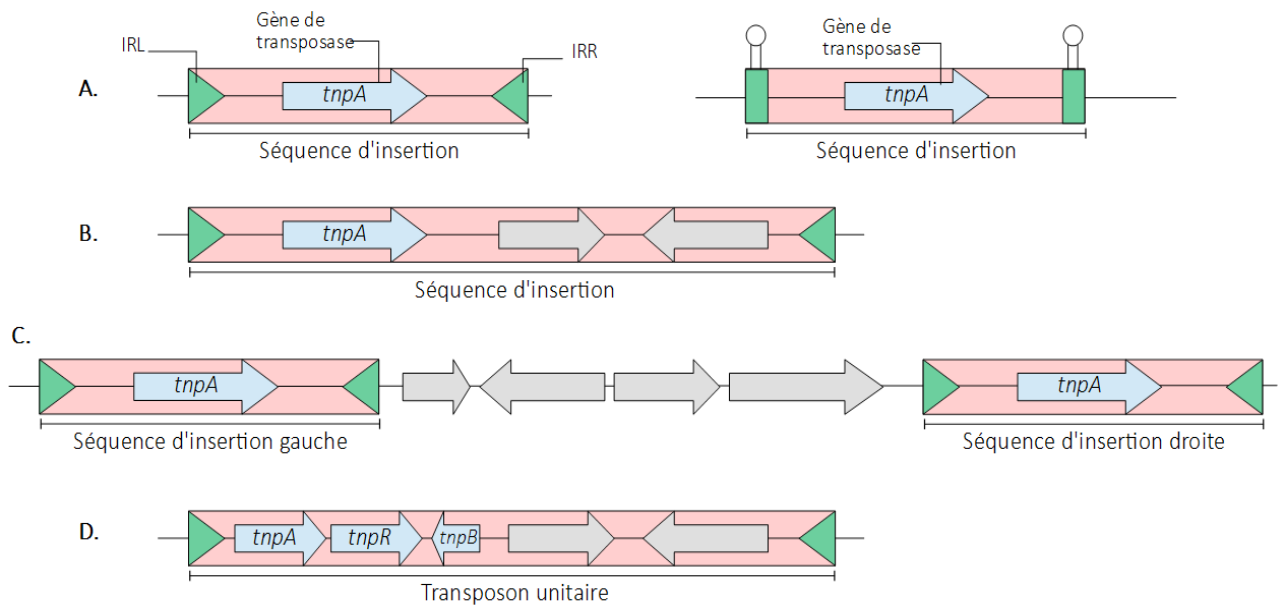 Gène de
transposase
IRL
IRR
A.
tnpA
Séquence d'insertion
Gène de
transposase
tnpA
Séquence d'insertion
B.
tnpA
Séquence d'insertion
C.
tnpA
tnpA
Séquence d'insertion gauche
Séquence d'insertion droite
D.
tnpA
tnpR
tnpB
Transposon unitaire